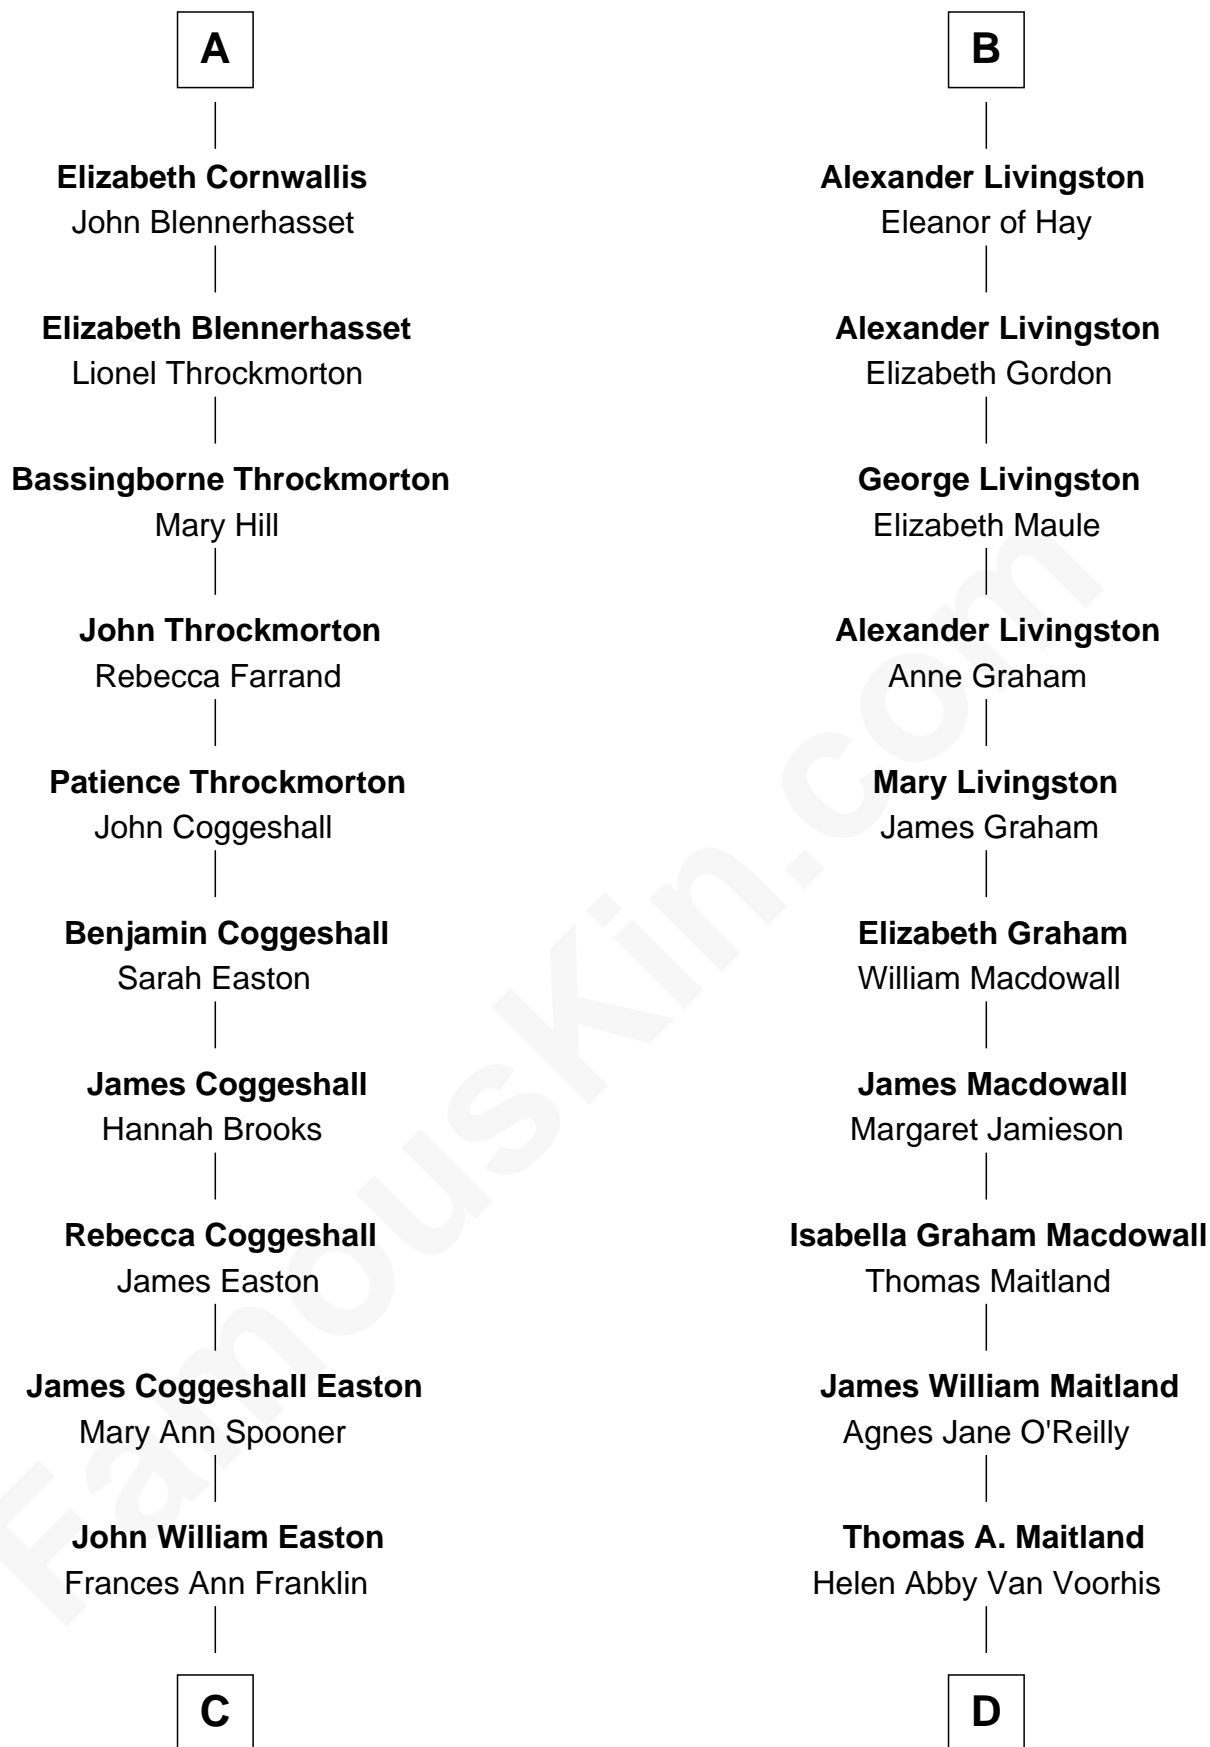 A
Elizabeth Cornwallis
John Blennerhasset
Elizabeth Blennerhasset
Lionel Throckmorton
Bassingborne Throckmorton
Mary Hill
John Throckmorton
Rebecca Farrand
Patience Throckmorton
John Coggeshall
Benjamin Coggeshall
Sarah Easton
James Coggeshall
Hannah Brooks
Rebecca Coggeshall
James Easton
James Coggeshall Easton
Mary Ann Spooner
John William Easton
Frances Ann Franklin
C
B
Alexander Livingston
Eleanor of Hay
Alexander Livingston
Elizabeth Gordon
George Livingston
Elizabeth Maule
Alexander Livingston
Anne Graham
Mary Livingston
James Graham
Elizabeth Graham
William Macdowall
James Macdowall
Margaret Jamieson
Isabella Graham Macdowall
Thomas Maitland
James William Maitland
Agnes Jane O'Reilly
Thomas A. Maitland
Helen Abby Van Voorhis
D
FamousKin.com